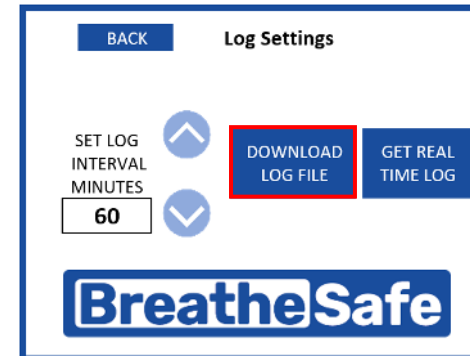 BACK
Log Settings
SET LOG
INTERVAL
MINUTES
60
DOWNLOAD
LOG FILE
GET REAL
TIME LOG
BreatheSafe